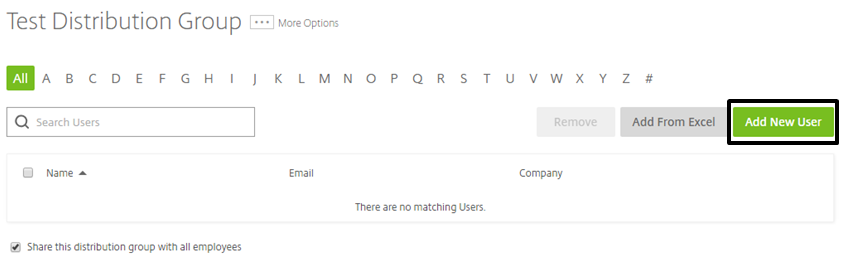 Test Distribution Group ••• More Options
All A B C D E F G H I J K L M N O P Q R S T U V W X Y Z #
Search Users Remove Add From Excel Add New User
Name Email Company
There are no matching Users.
Share this distribution group with all employees